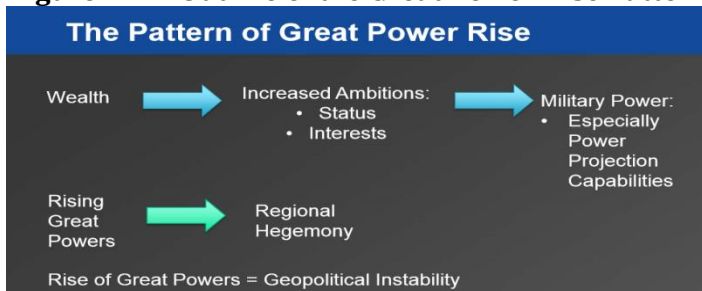 The Pattern of Great Power Rise
Wealth
Increased Ambitions:
• Status
• Interests
Military Power:
• Especially
Power
Projection
Capabilities
Rising
Great
Powers
Regional
Hegemony
Rise of Great Powers = Geopolitical Instability